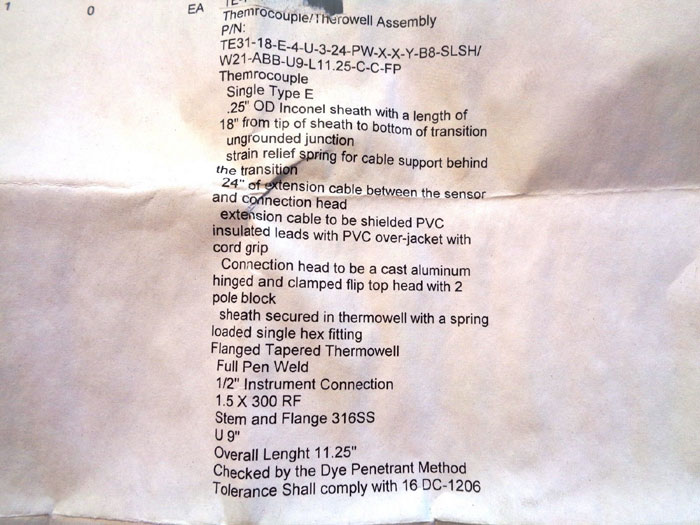 1 0 EA Themrocouple/Therowell Assembly
P/N:
TE31-18-E-4-U-3-24-PW-X-X-Y-B8-SLSH/
W21-ABB-U9-L11.25-C-C-FP
Themrocouple
Single Type E
.25" OD Inconel sheath with a length of
18" from tip of sheath to bottom of transition
ungrounded junction
strain relief spring for cable support behind
the transition
24" of extension cable between the sensor
and connection head
extension cable to be shielded PVC
insulated leads with PVC over-jacket with
cord grip
Connection head to be a cast aluminum
hinged and clamped flip top head with 2
pole block
sheath secured in thermowell with a spring
loaded single hex fitting
Flanged Tapered Thermowell
Full Pen Weld
1/2" Instrument Connection
1.5 X 300 RF
Stem and Flange 316SS
U 9"
Overall Lenght 11.25"
Checked by the Dye Penetrant Method
Tolerance Shall comply with 16 DC-1206